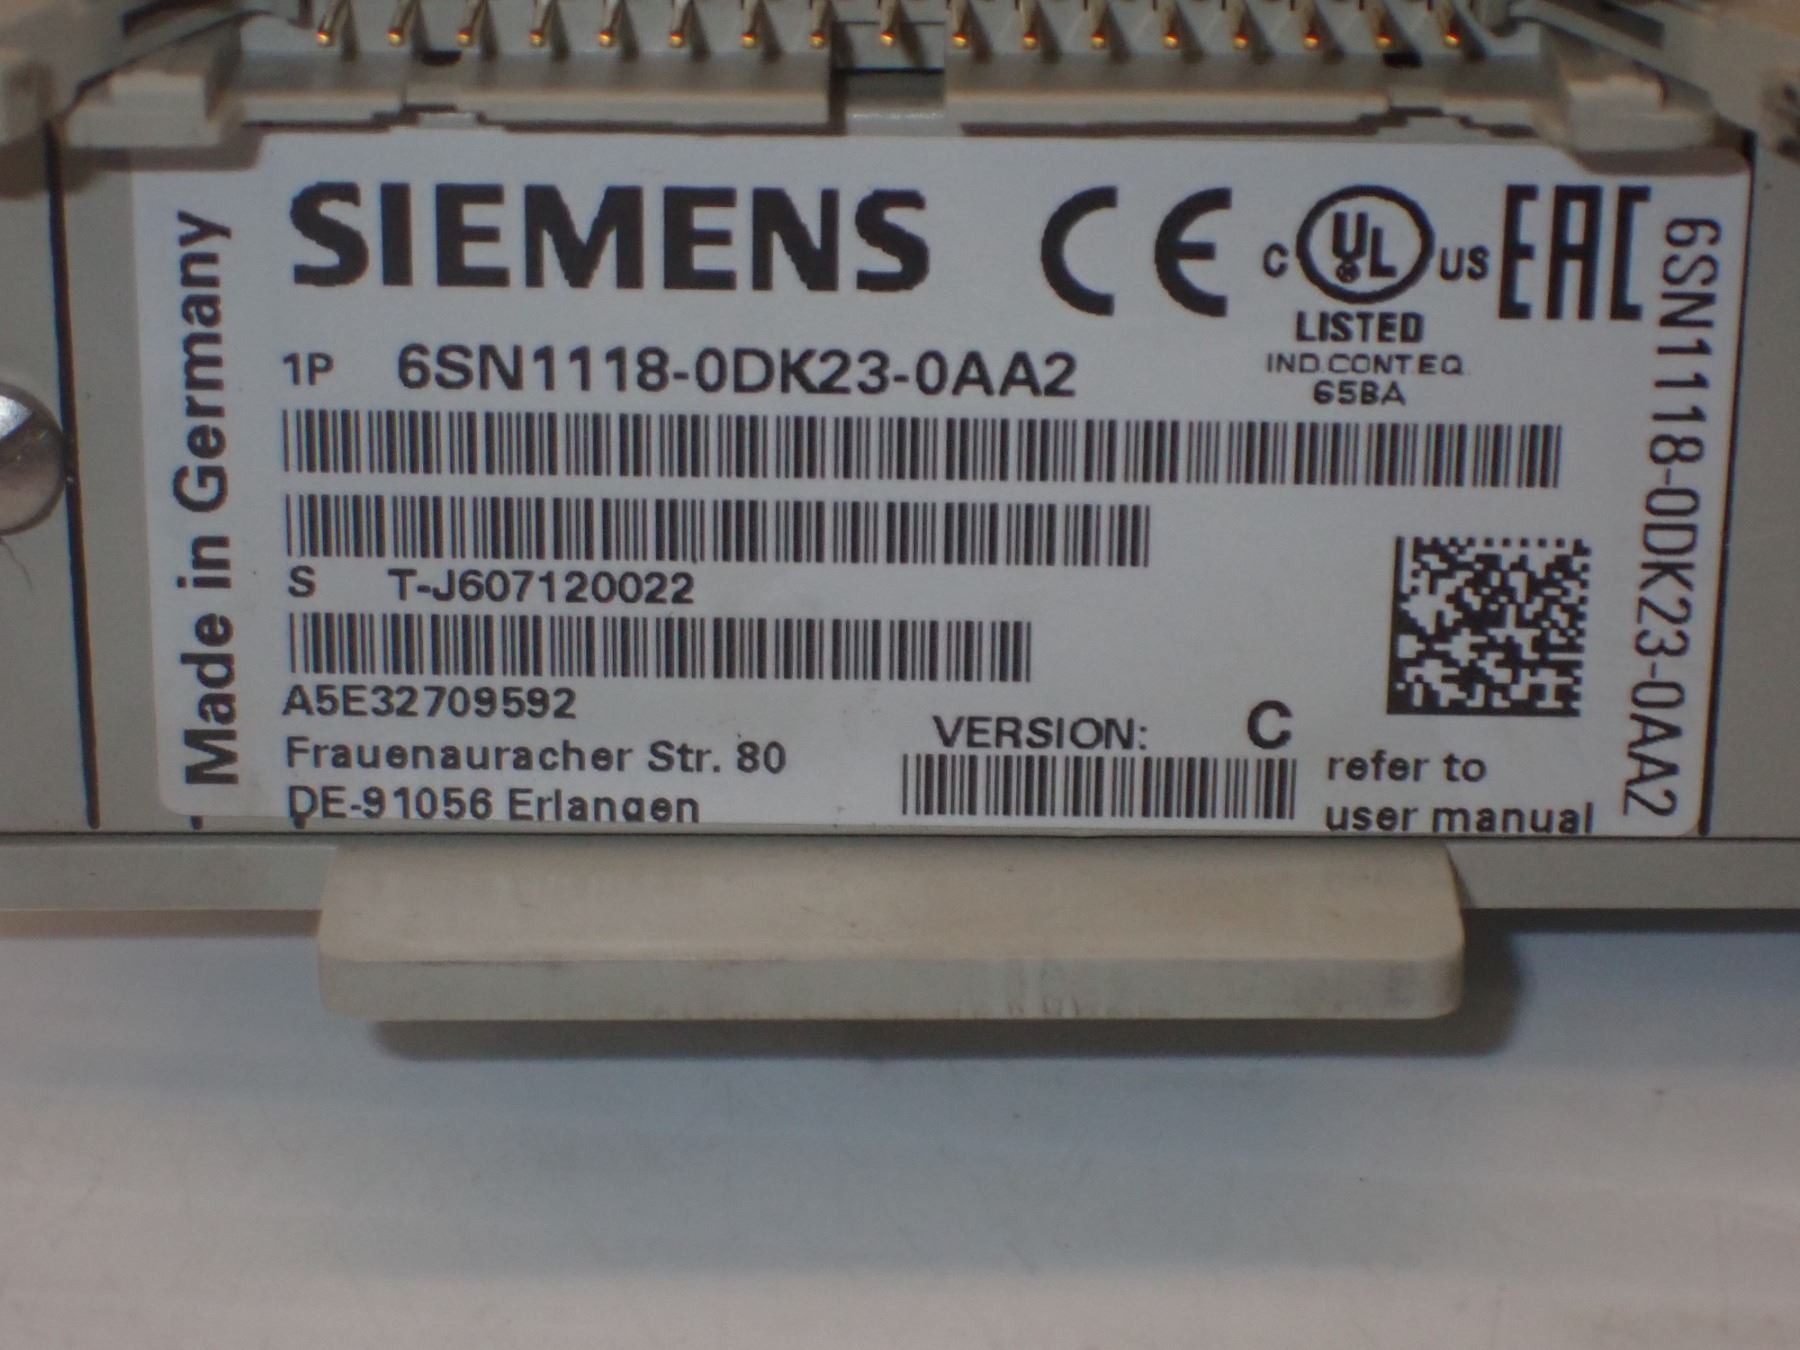 Made in Germany
SIEMENS
CE
C UL US
LISTED
IND.CONT.EQ.
65BA
EAC
1P 6SN1118-0DK23-0AA2
S T-J607120022
A5E32709592
Frauenauracher Str. 80
DE-91056 Erlangen
VERSION: C
refer to
user manual
6SN1118-0DK23-0AA2